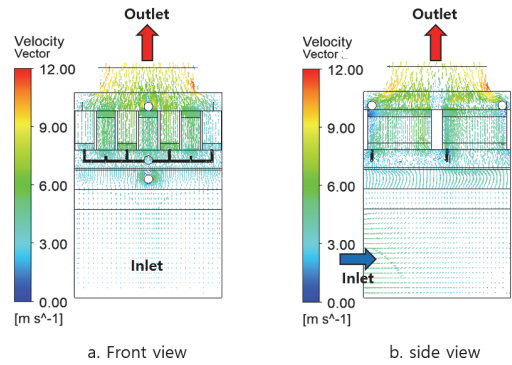 Outlet
Velocity
Vector
12.00
9.00
6.00
3.00
0.00
[m s^-1]
Inlet
a. Front view
Outlet
Velocity
Vector
12.00
9.00
6.00
3.00
0.00
[m s^-1]
Inlet
b. side view